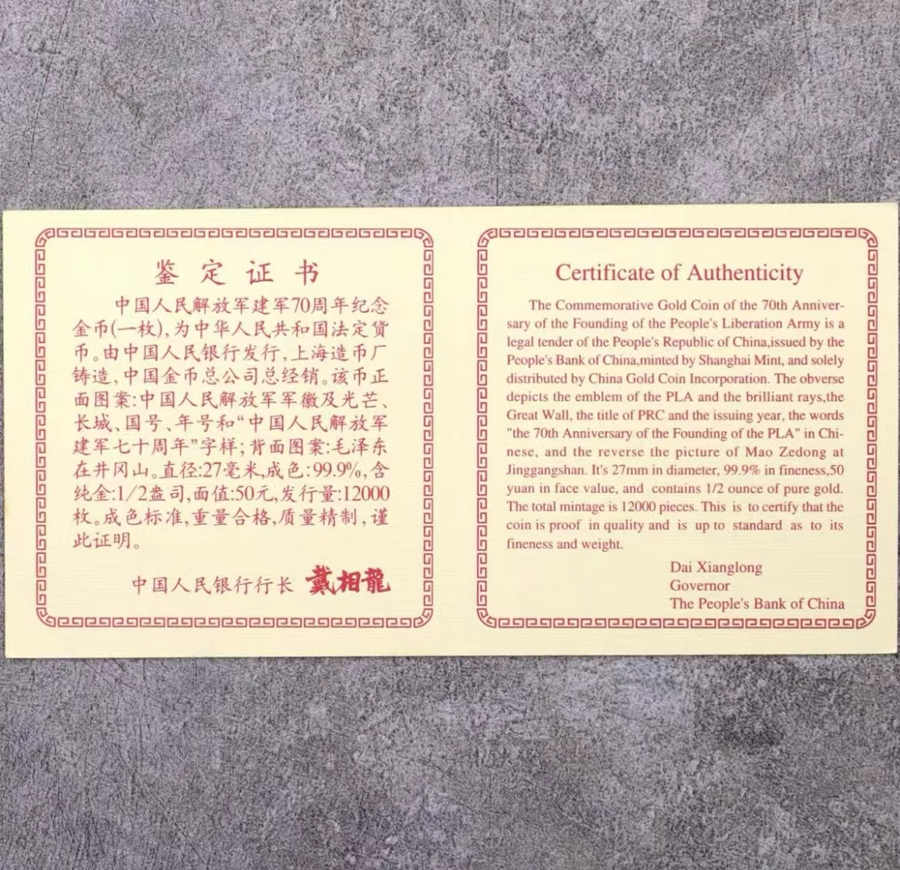 鉴定证书
中国人民解放军建军70周年纪念
金币(一枚),为中华人民共和国法定货
币。由中国人民银行发行,上海造币厂
铸造,中国金币总公司总经销。该币正
面图案:中国人民解放军军徽及光芒、
长城、国号、年号和“中国人民解放军
建军七十周年”字样;背面图案:毛泽东
在井冈山。直径:27毫米,成色:99.9%,含
纯金:1/2盎司,面值:50元,发行量:12000
枚。成色标准,重量合格,质量精制,谨
此证明。
中国人民银行行长 戴相龍
Certificate of Authenticity
The Commemorative Gold Coin of the 70th Anniver-
sary of the Founding of the People's Liberation Army is a
legal tender of the People's Republic of China,issued by the
People's Bank of China,minted by Shanghai Mint, and solely
distributed by China Gold Coin Incorporation. The obverse
depicts the emblem of the PLA and the brilliant rays,the
Great Wall, the title of PRC and the issuing year, the words
"the 70th Anniversary of the Founding of the PLA" in Chi-
nese, and the reverse the picture of Mao Zedong at
Jinggangshan. It's 27mm in diameter, 99.9% in fineness,50
yuan in face value, and contains 1/2 ounce of pure gold.
The total mintage is 12000 pieces. This is to certify that the
coin is proof in quality and is up to standard as to its
fineness and weight.
Dai Xianglong
Governor
The People's Bank of China